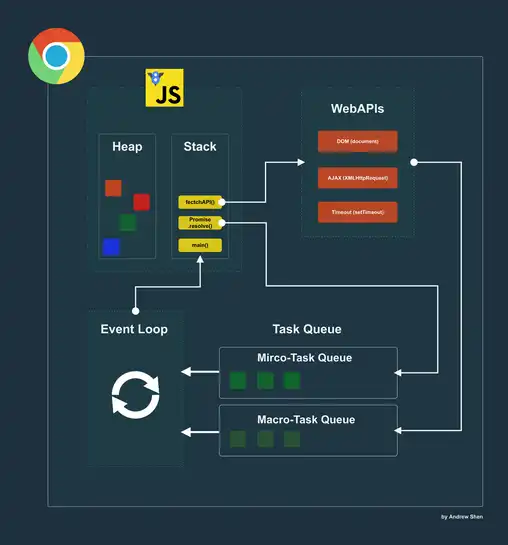 JS
Heap
Stack
fectchAPI()
Promise
.resolve()
main()
WebAPIs
DOM (document)
AJAX (XMLHttpRequest)
Timeout (setTimeout)
Event Loop
Task Queue
Mirco-Task Queue
Macro-Task Queue
by Andrew Shen